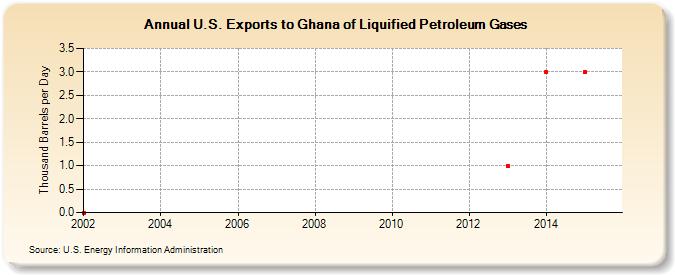 Annual U.S. Exports to Ghana of Liquified Petroleum Gases
Thousand Barrels per Day
3.5
3.0
2.5
2.0
1.5
1.0
0.5
0.0
2002 2004 2006 2008 2010 2012 2014
Source: U.S. Energy Information Administration